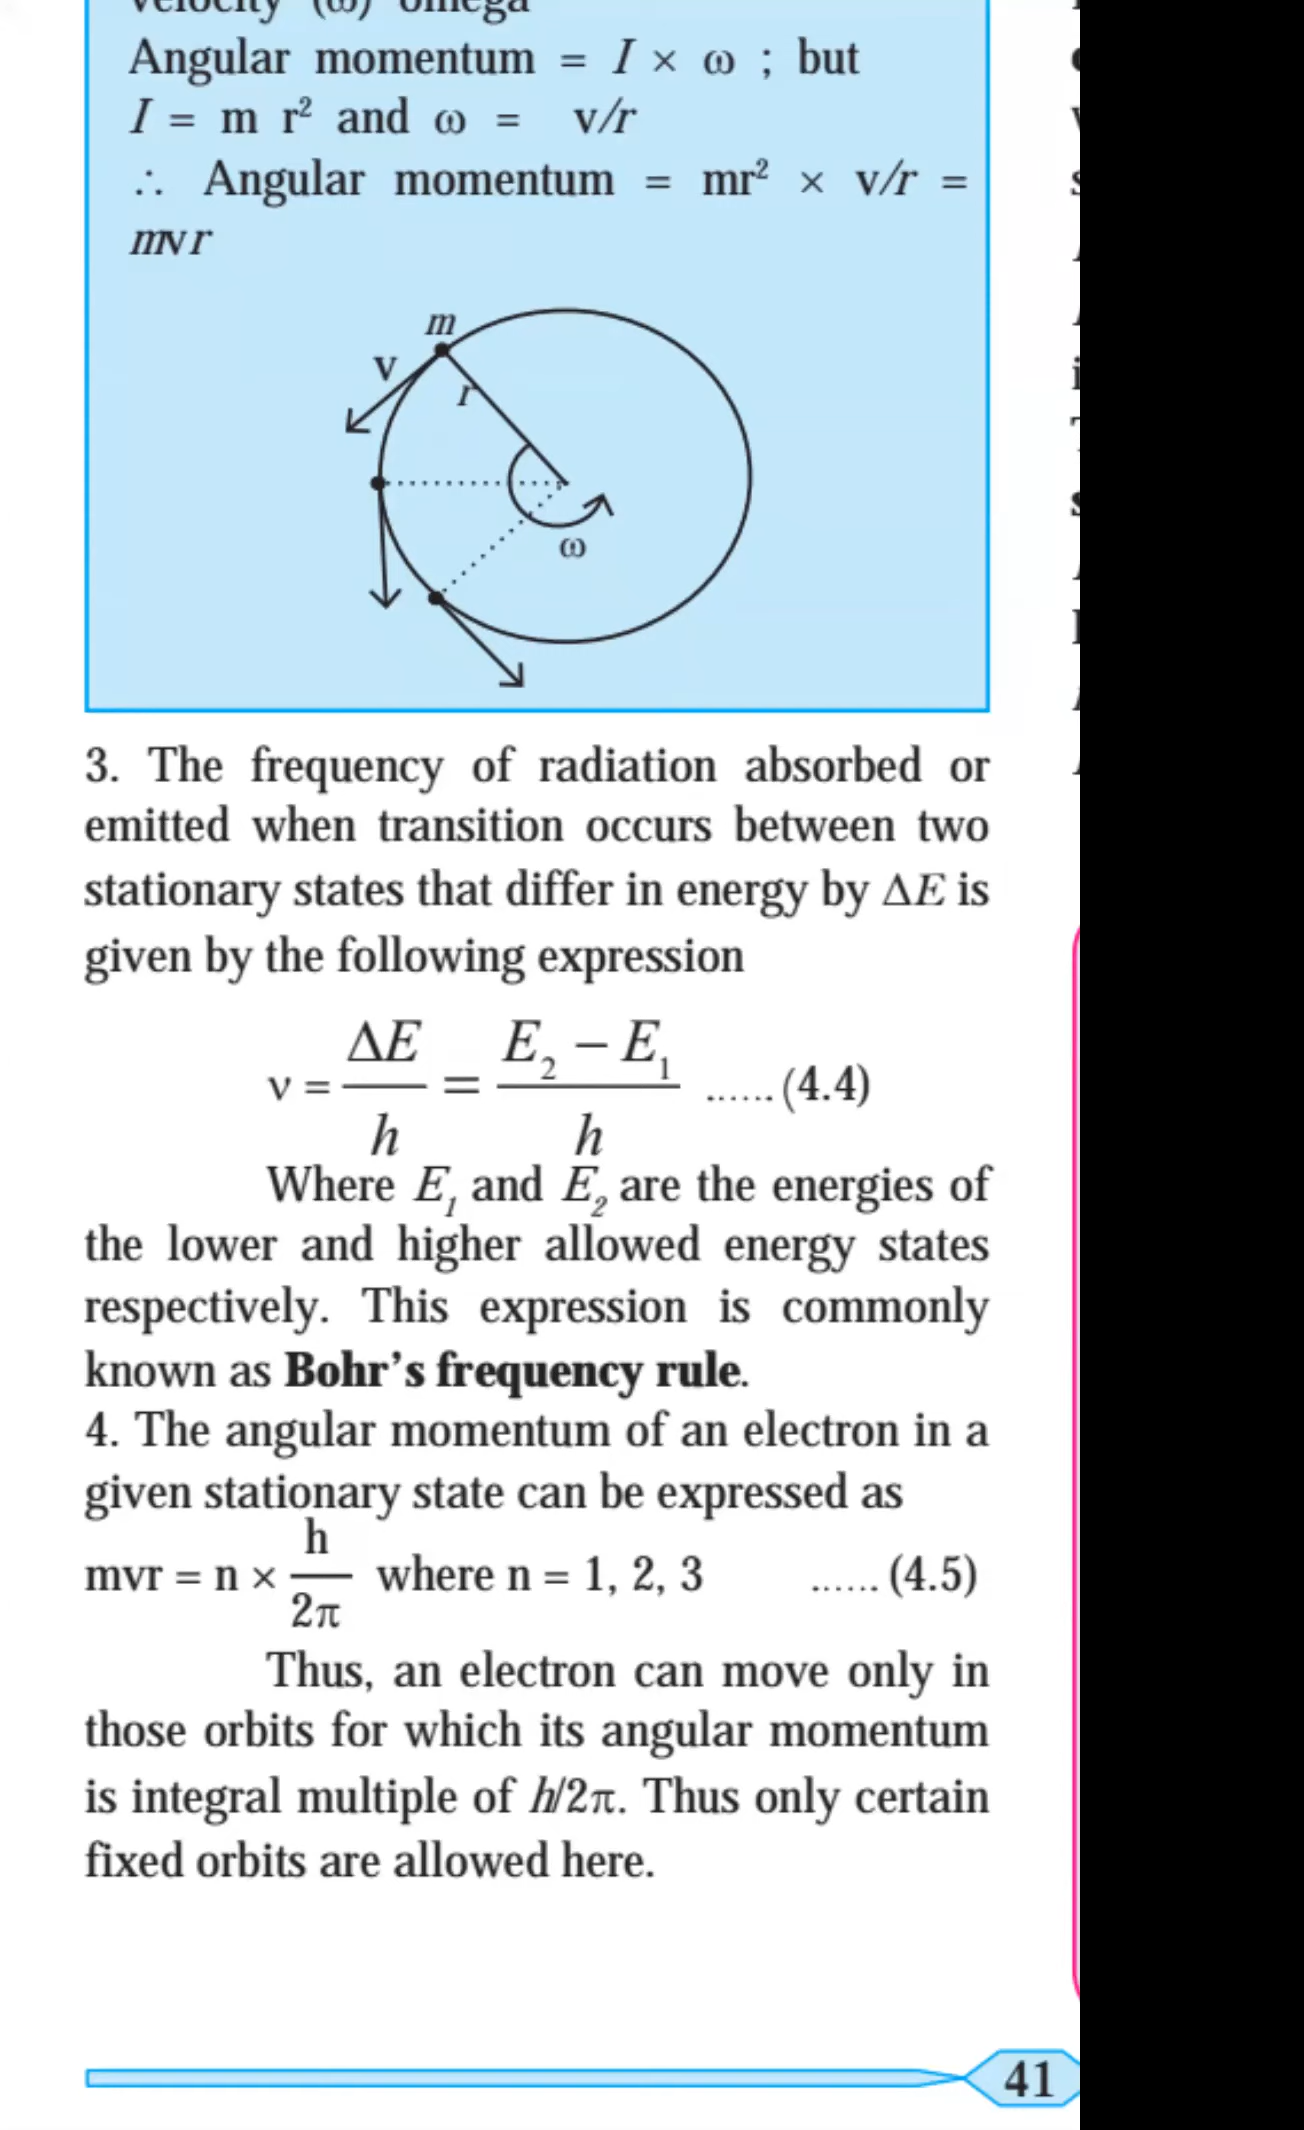 velocity (ω) omega
Angular momentum = I × ω ; but
I = m r² and ω = v/r
∴ Angular momentum = mr² × v/r =
mvr
m
v
r
ω
3. The frequency of radiation absorbed or
emitted when transition occurs between two
stationary states that differ in energy by ΔE is
given by the following expression
ν = ΔE/h = E₂ – E₁/h ......(4.4)
Where E₁ and E₂ are the energies of
the lower and higher allowed energy states
respectively. This expression is commonly
known as Bohr's frequency rule.
4. The angular momentum of an electron in a
given stationary state can be expressed as
mvr = n × h/2π where n = 1, 2, 3 ...... (4.5)
Thus, an electron can move only in
those orbits for which its angular momentum
is integral multiple of h/2π. Thus only certain
fixed orbits are allowed here.
41